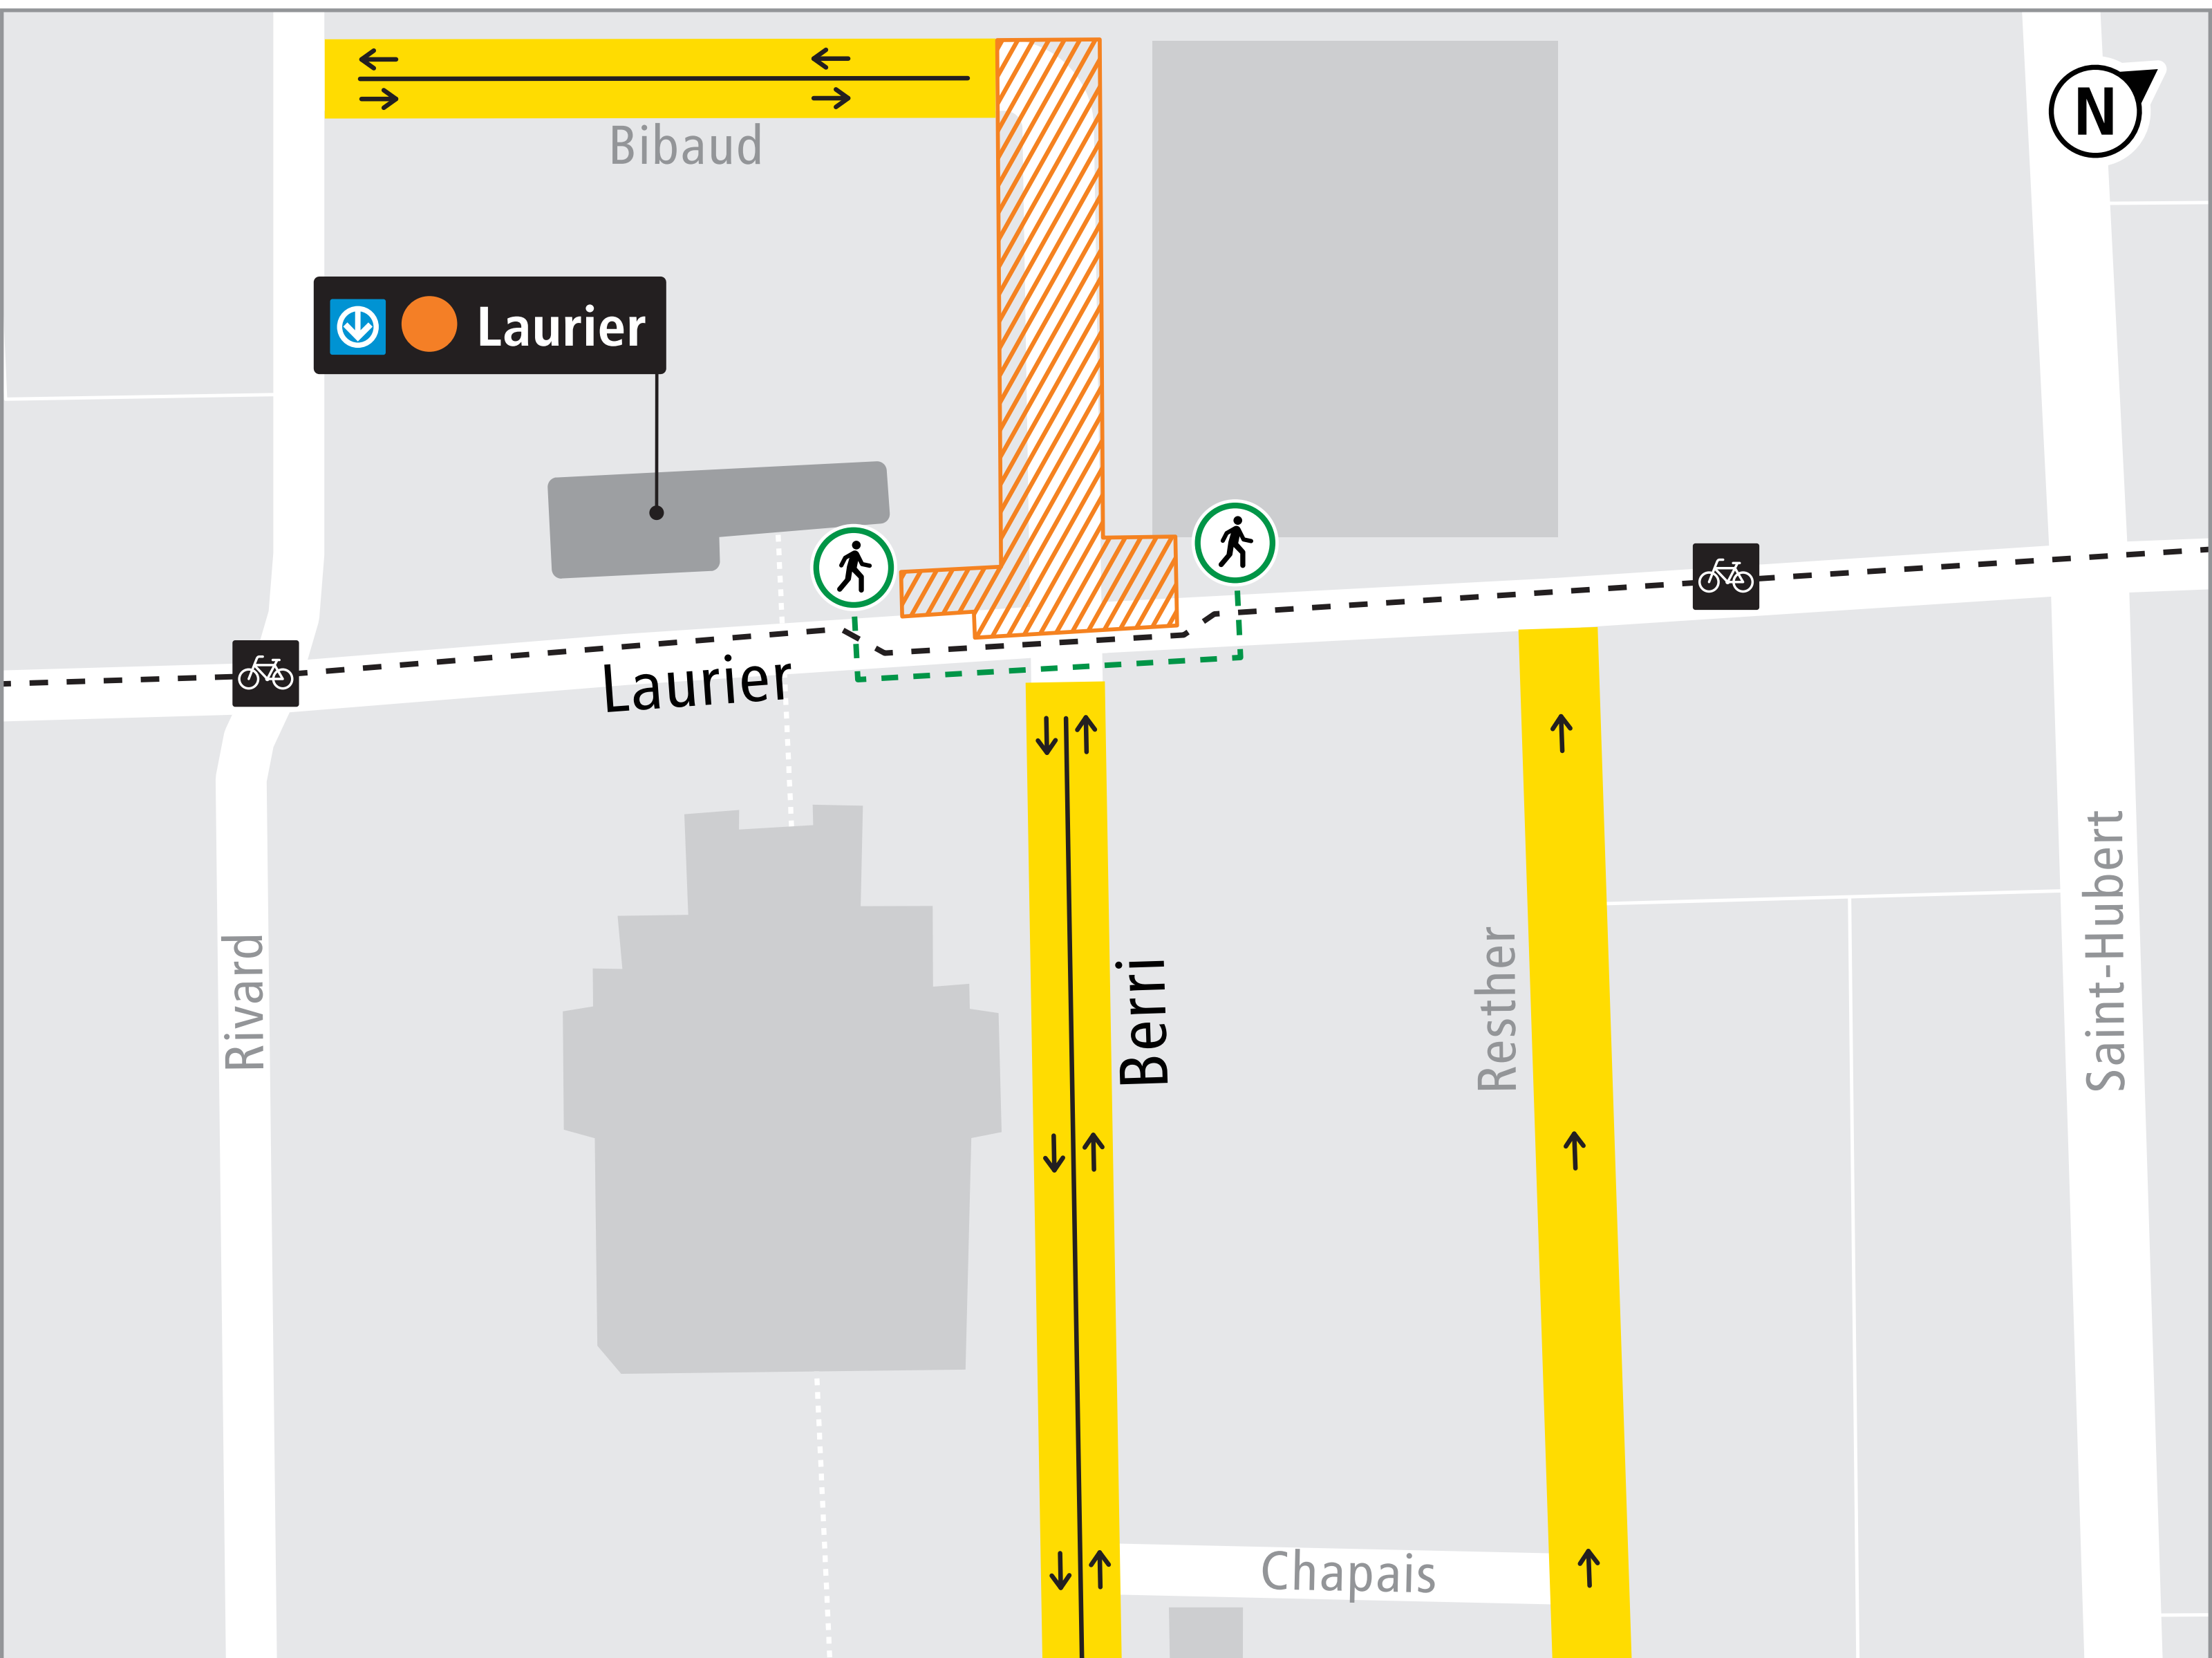 N
Bibaud
Laurier
Laurier
Berri
Rivard
Resther
Saint-Hubert
Chapais